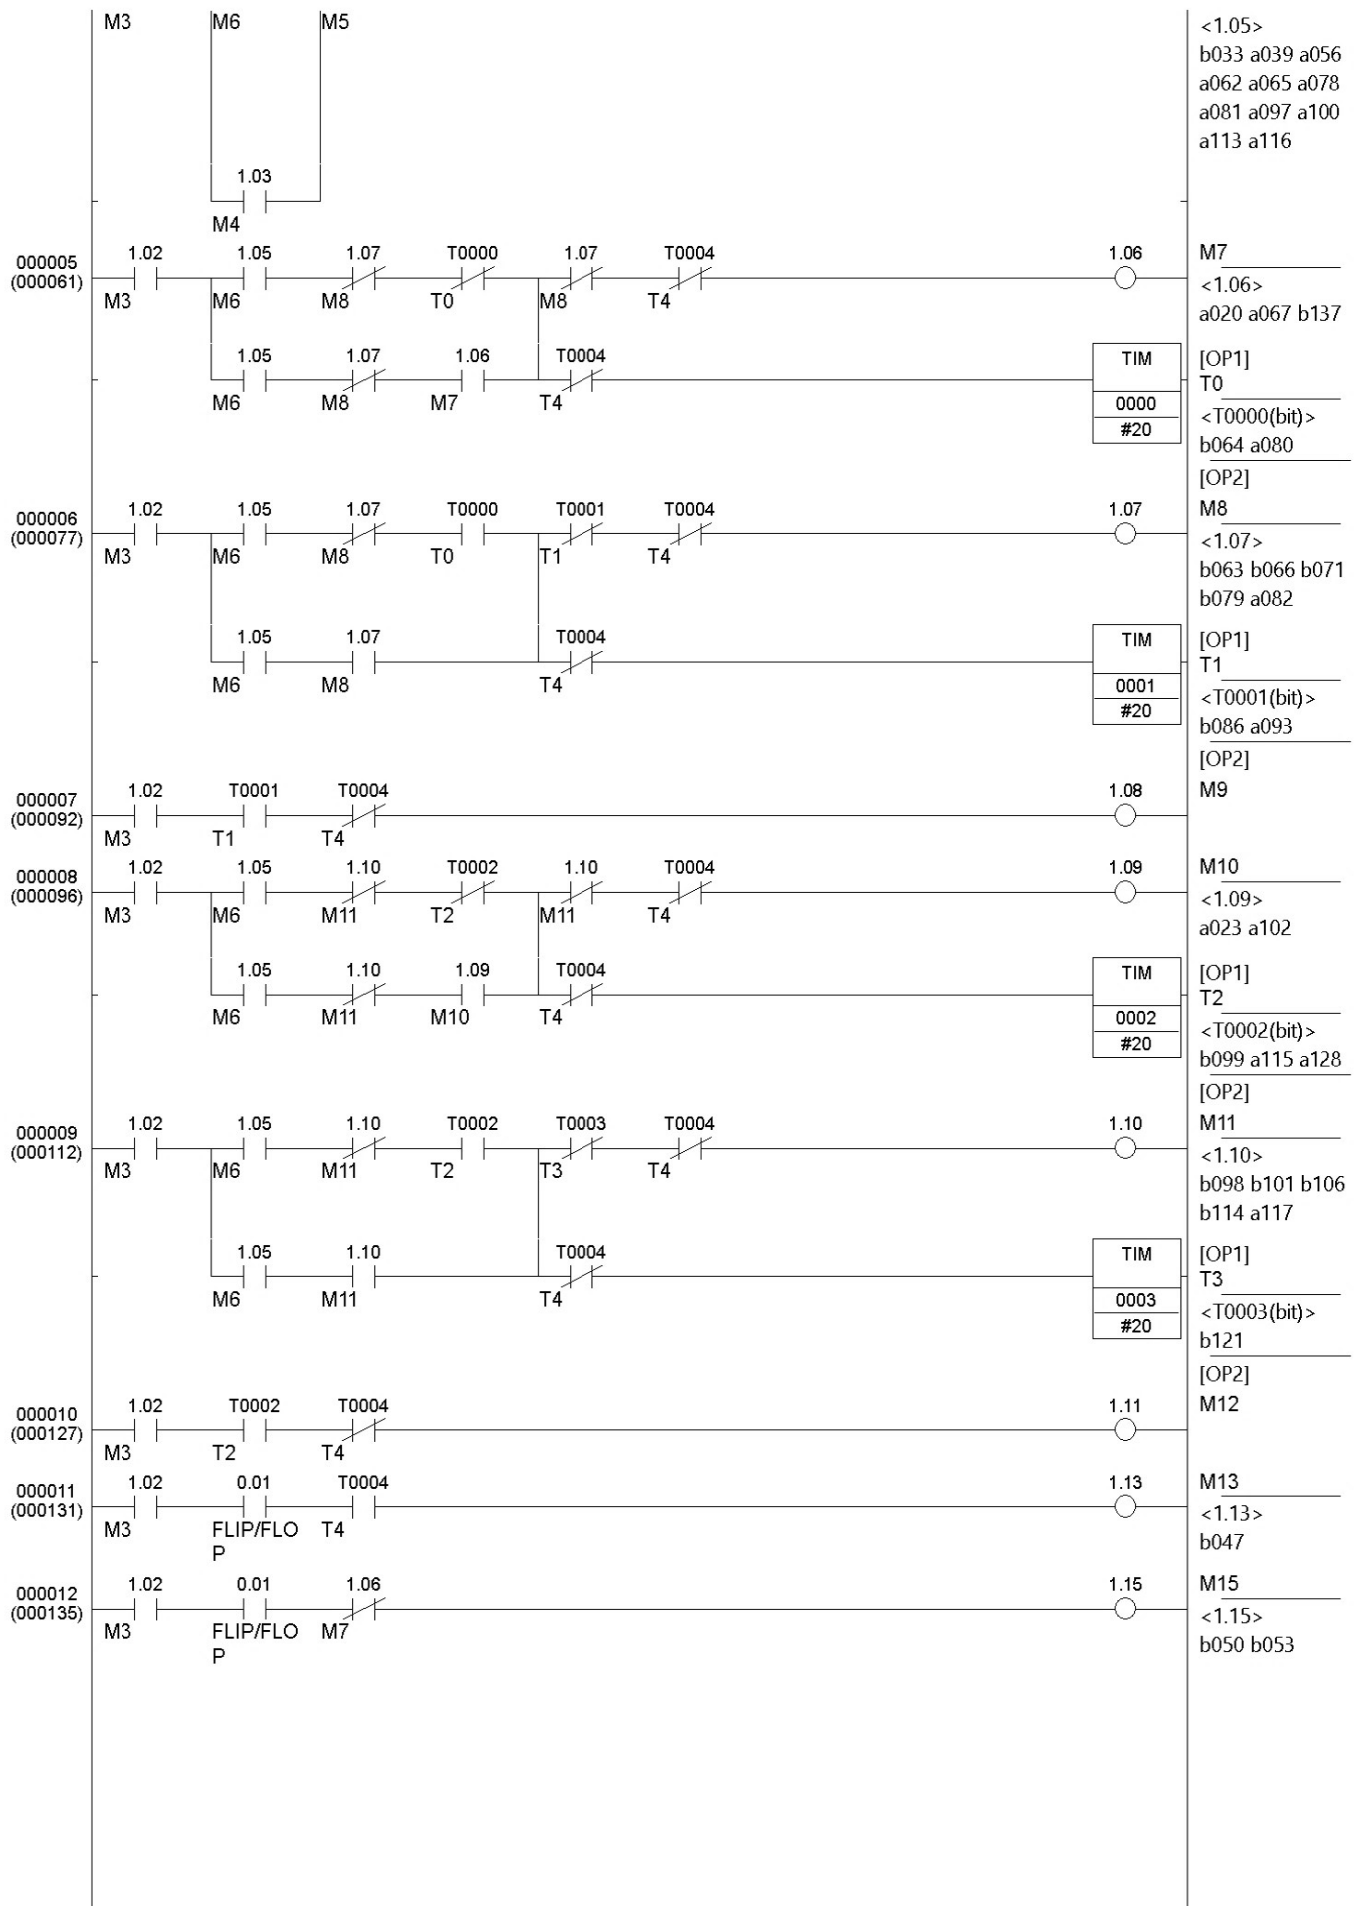 M3 M6 M5 <1.05>
b033 a039 a056
a062 a065 a078
a081 a097 a100
a113 a116
1.03
M4
000005 1.02 1.05 1.07 T0000 1.07 T0004 1.06 M7
(000061) M3 M6 M8 T0 M8 T4 <1.06>
a020 a067 b137
1.05 1.07 1.06 T0004 TIM [OP1]
M6 M8 M7 T4 0000 T0
#20 <T0000(bit)>
b064 a080
[OP2]
000006 1.02 1.05 1.07 T0000 T0001 T0004 1.07 M8
(000077) M3 M6 M8 T0 T1 T4 <1.07>
b063 b066 b071
b079 a082
1.05 1.07 T0004 TIM [OP1]
M6 M8 T4 0001 T1
#20 <T0001(bit)>
b086 a093
[OP2]
000007 1.02 T0001 T0004 1.08 M9
(000092) M3 T1 T4
000008 1.02 1.05 1.10 T0002 1.10 T0004 1.09 M10
(000096) M3 M6 M11 T2 M11 T4 <1.09>
a023 a102
1.05 1.10 1.09 T0004 TIM [OP1]
M6 M11 M10 T4 0002 T2
#20 <T0002(bit)>
b099 a115 a128
[OP2]
000009 1.02 1.05 1.10 T0002 T0003 T0004 1.10 M11
(000112) M3 M6 M11 T2 T3 T4 <1.10>
b098 b101 b106
b114 a117
1.05 1.10 T0004 TIM [OP1]
M6 M11 T4 0003 T3
#20 <T0003(bit)>
b121
[OP2]
000010 1.02 T0002 T0004 1.11 M12
(000127) M3 T2 T4
000011 1.02 0.01 T0004 1.13 M13
(000131) M3 FLIP/FLO T4 <1.13>
P b047
000012 1.02 0.01 1.06 1.15 M15
(000135) M3 FLIP/FLO M7 <1.15>
P b050 b053